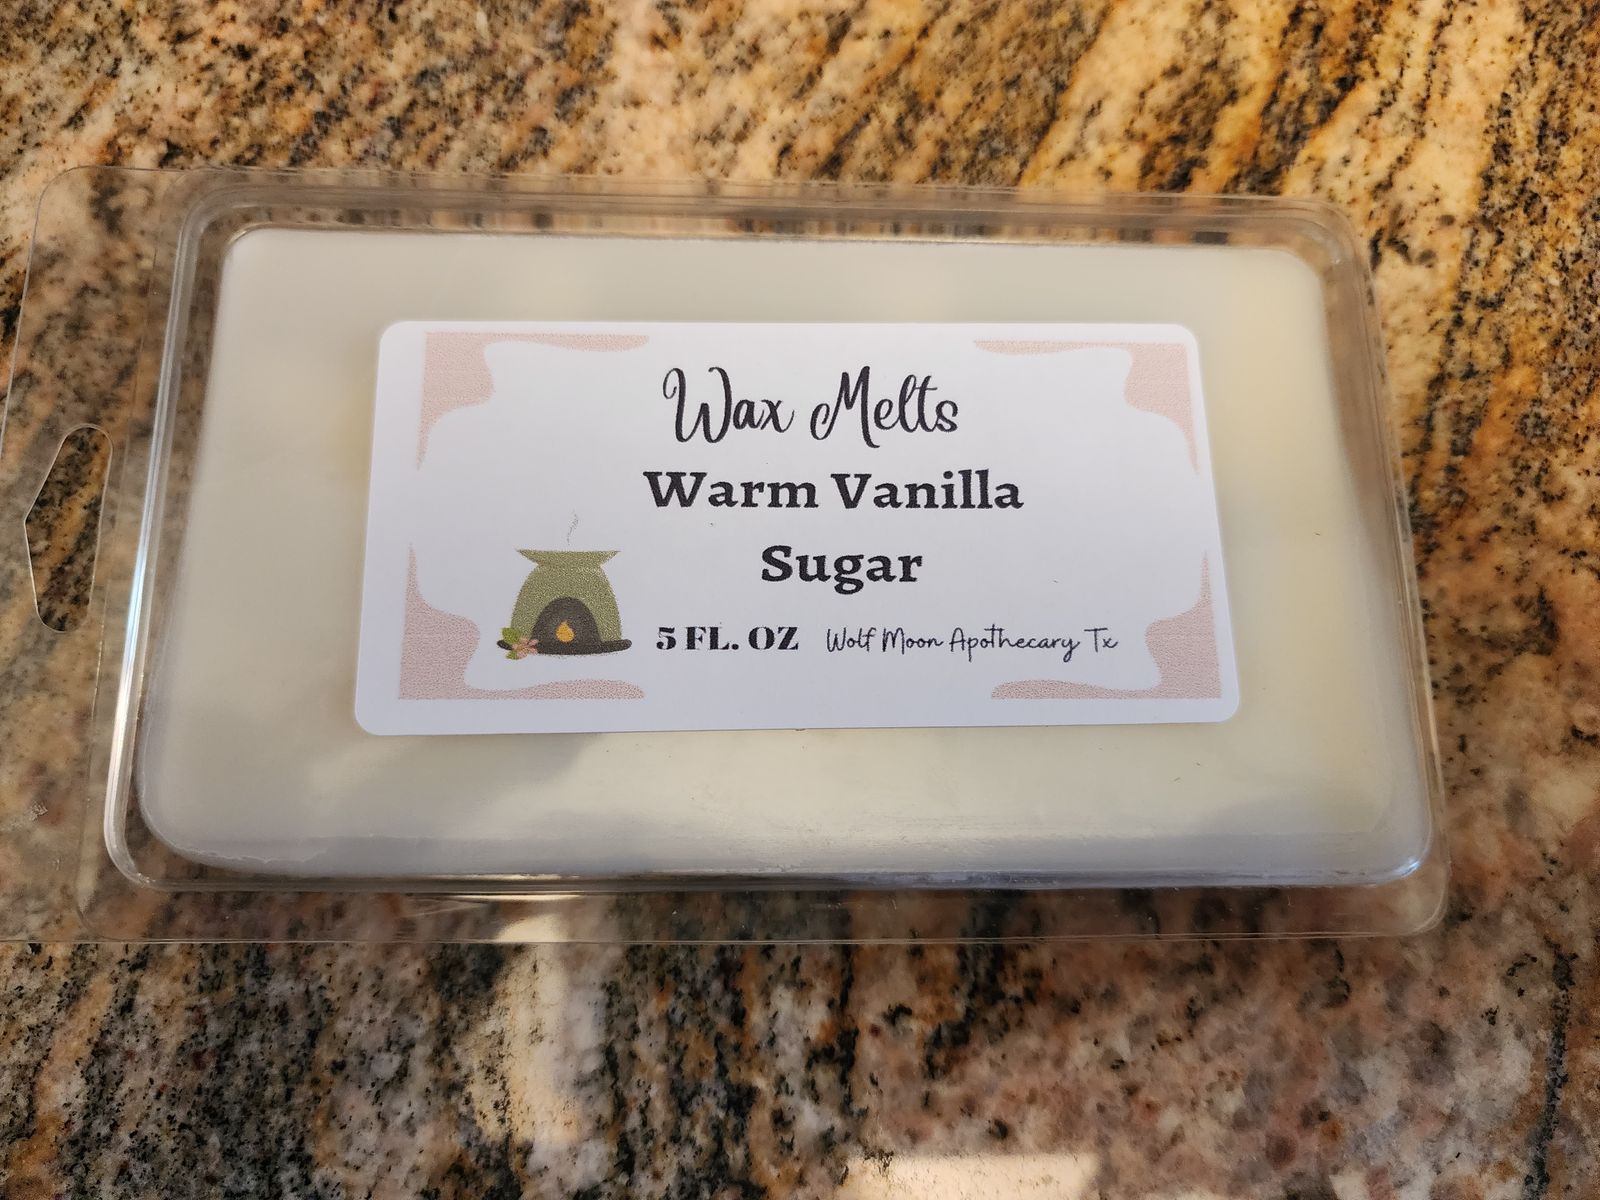 Wax Melts
Warm Vanilla
Sugar
5 FL. OZ Wolf Moon Apothecary Tx